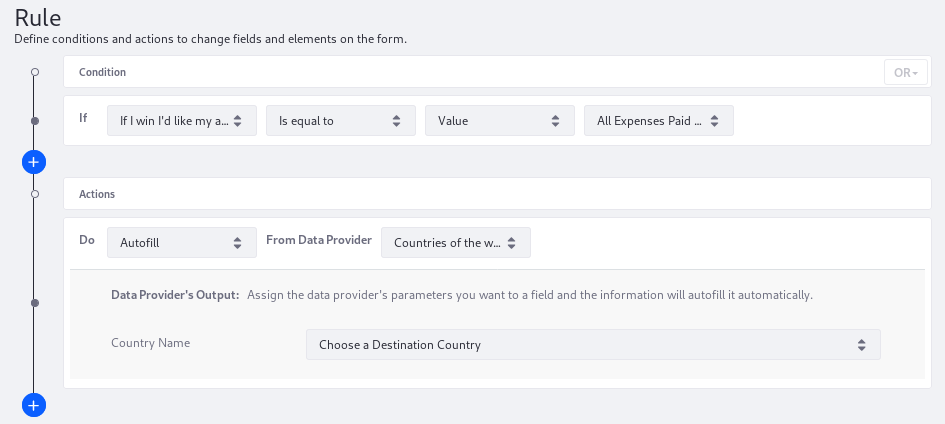 Rule
Define conditions and actions to change fields and elements on the form.
Condition OR
If If I win I'd like my a... Is equal to Value All Expenses Paid ...
Actions
Do Autofill From Data Provider Countries of the w...
Data Provider's Output: Assign the data provider's parameters you want to a field and the information will autofill it automatically.
Country Name Choose a Destination Country